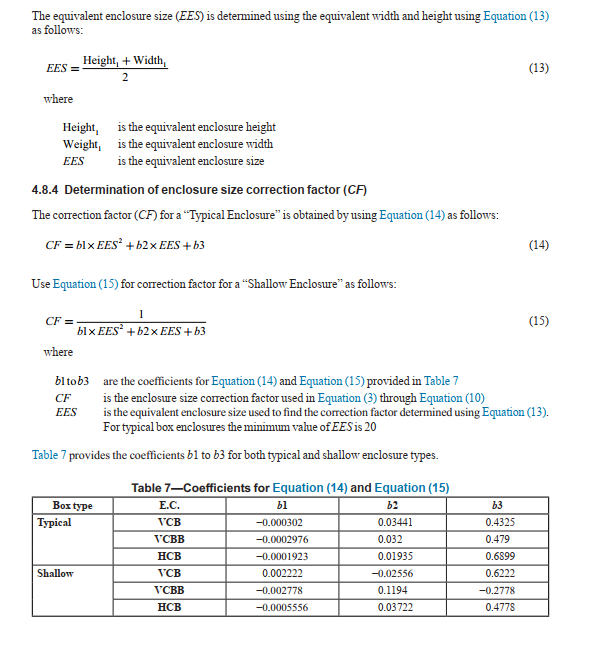 The equivalent enclosure size (EES) is determined using the equivalent width and height using Equation (13)
as follows:
EES = (Height₁ + Width₁) / 2 (13)
where
Height₁ is the equivalent enclosure height
Weight₁ is the equivalent enclosure width
EES is the equivalent enclosure size
4.8.4 Determination of enclosure size correction factor (CF)
The correction factor (CF) for a “Typical Enclosure” is obtained by using Equation (14) as follows:
CF = b1 × EES² + b2 × EES + b3 (14)
Use Equation (15) for correction factor for a “Shallow Enclosure” as follows:
CF = 1 / (b1 × EES² + b2 × EES + b3) (15)
where
b1 to b3 are the coefficients for Equation (14) and Equation (15) provided in Table 7
CF is the enclosure size correction factor used in Equation (3) through Equation (10)
EES is the equivalent enclosure size used to find the correction factor determined using Equation (13).
For typical box enclosures the minimum value of EES is 20
Table 7 provides the coefficients b1 to b3 for both typical and shallow enclosure types.
Table 7—Coefficients for Equation (14) and Equation (15)
Box type E.C. b1 b2 b3
Typical VCB −0.000302 0.03441 0.4325
VCBB −0.0002976 0.032 0.479
HCB −0.0001923 0.01935 0.6899
Shallow VCB 0.002222 −0.02556 0.6222
VCBB −0.002778 0.1194 −0.2778
HCB −0.0005556 0.03722 0.4778